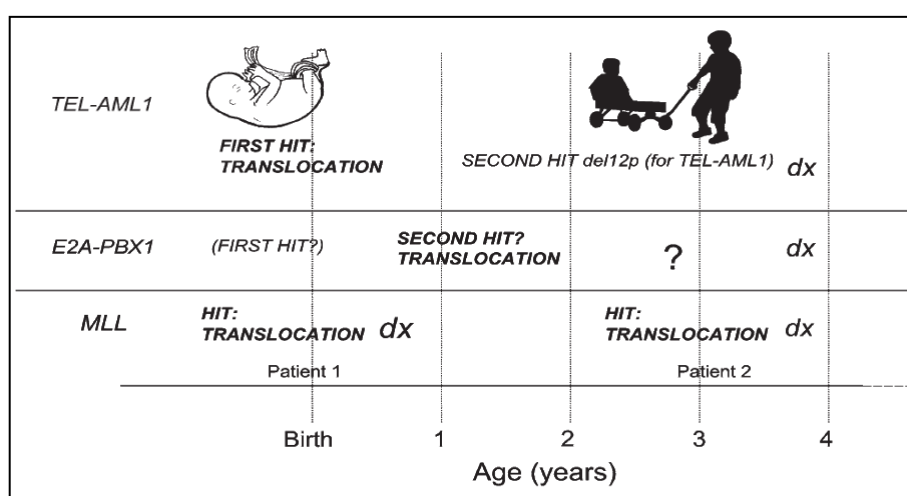 TEL-AML1
FIRST HIT:
TRANSLOCATION
SECOND HIT del12p (for TEL-AML1)
dx
E2A-PBX1
(FIRST HIT?)
SECOND HIT?
TRANSLOCATION
?
dx
MLL
HIT:
TRANSLOCATION
dx
HIT:
TRANSLOCATION
dx
Patient 1
Patient 2
Birth 1 2 3 4
Age (years)